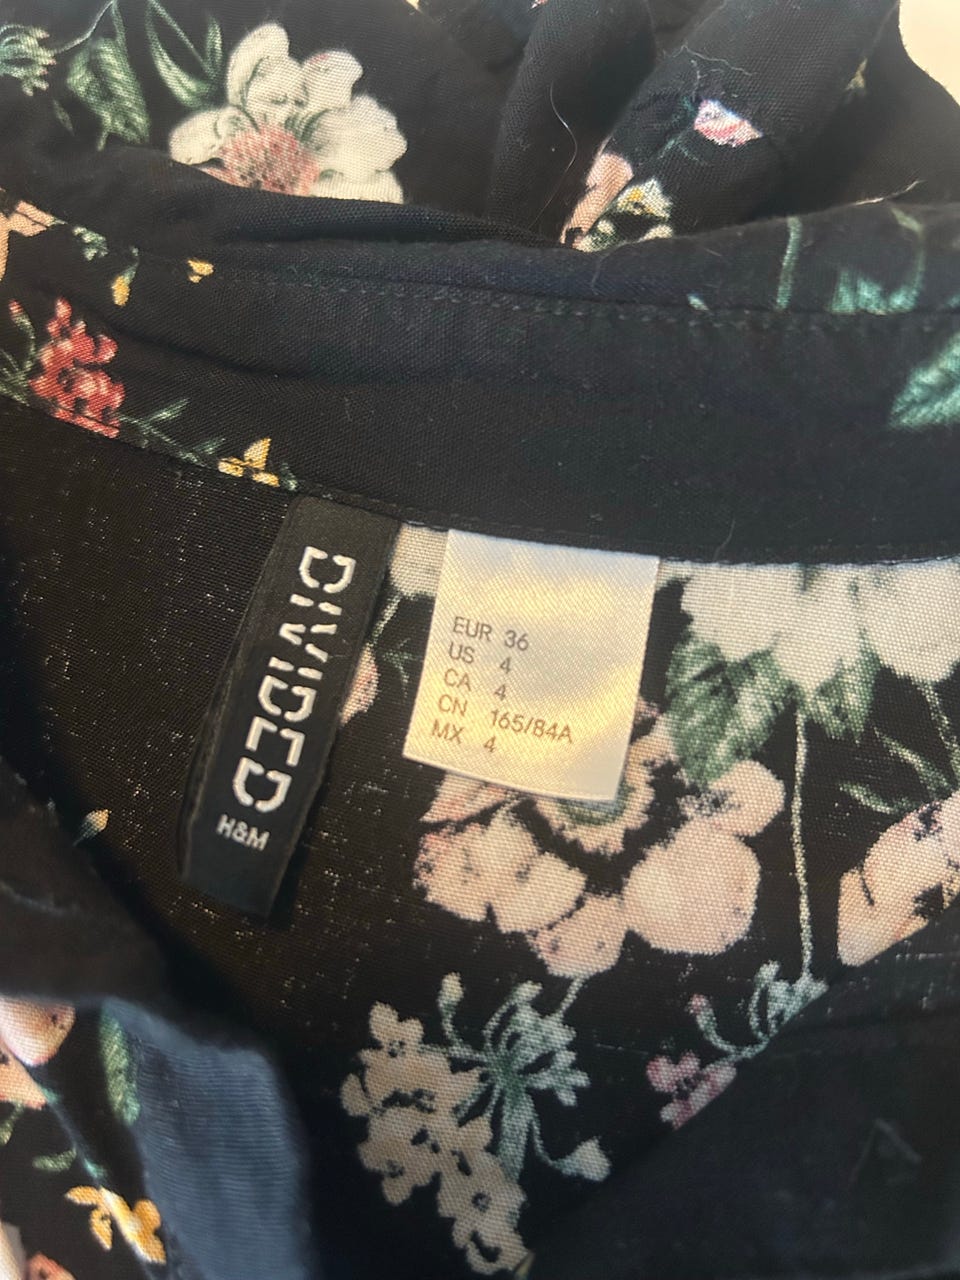 DIVIDED
H&M
EUR 36
US 4
CA 4
CN 165/84A
MX 4